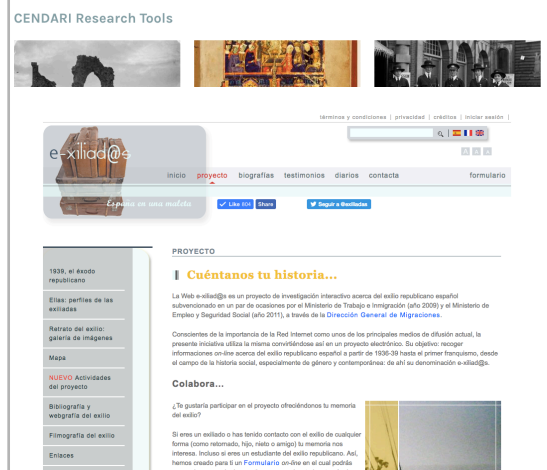 CENDARI Research Tools
términos y condiciones | privacidad | créditos | iniciar sesión |
e-xiliad@s
inicio proyecto biografías testimonios diarios contacta formulario
España en una maleta
Like 604 Share Seguir a @exiliadas
PROYECTO
1939, el éxodo
republicano
Ellas: perfiles de las
exiliadas
Retrato del exilio:
galería de imágenes
Mapa
NUEVO Actividades
del proyecto
Bibliografía y
webgrafía del exilio
Filmografía del exilio
Enlaces
Cuéntanos tu historia...
La Web e-xiliad@s es un proyecto de investigación interactivo acerca del exilio republicano español
subvencionado en un par de ocasiones por el Ministerio de Trabajo e Inmigración (año 2009) y el Ministerio de
Empleo y Seguridad Social (año 2011), a través de la Dirección General de Migraciones.
Conscientes de la importancia de la Red Internet como unos de los principales medios de difusión actual, la
presente iniciativa utiliza la misma convirtiéndose así en un proyecto electrónico. Su objetivo: recoger
informaciones on-line acerca del exilio republicano español a partir de 1936-39 hasta el primer franquismo, desde
el campo de la historia social, especialmente de género y contemporánea: de ahí su denominación e-xiliad@s.
Colabora...
¿Te gustaría participar en el proyecto ofreciéndonos tu memoria
del exilio?
Si eres un exiliado o has tenido contacto con el exilio de cualquier
forma (como retornado, hijo, nieto o amigo) tu memoria nos
interesa. Incluso si eres un estudiante del exilio republicano. Así,
hemos creado para ti un Formulario on-line en el cual podrás